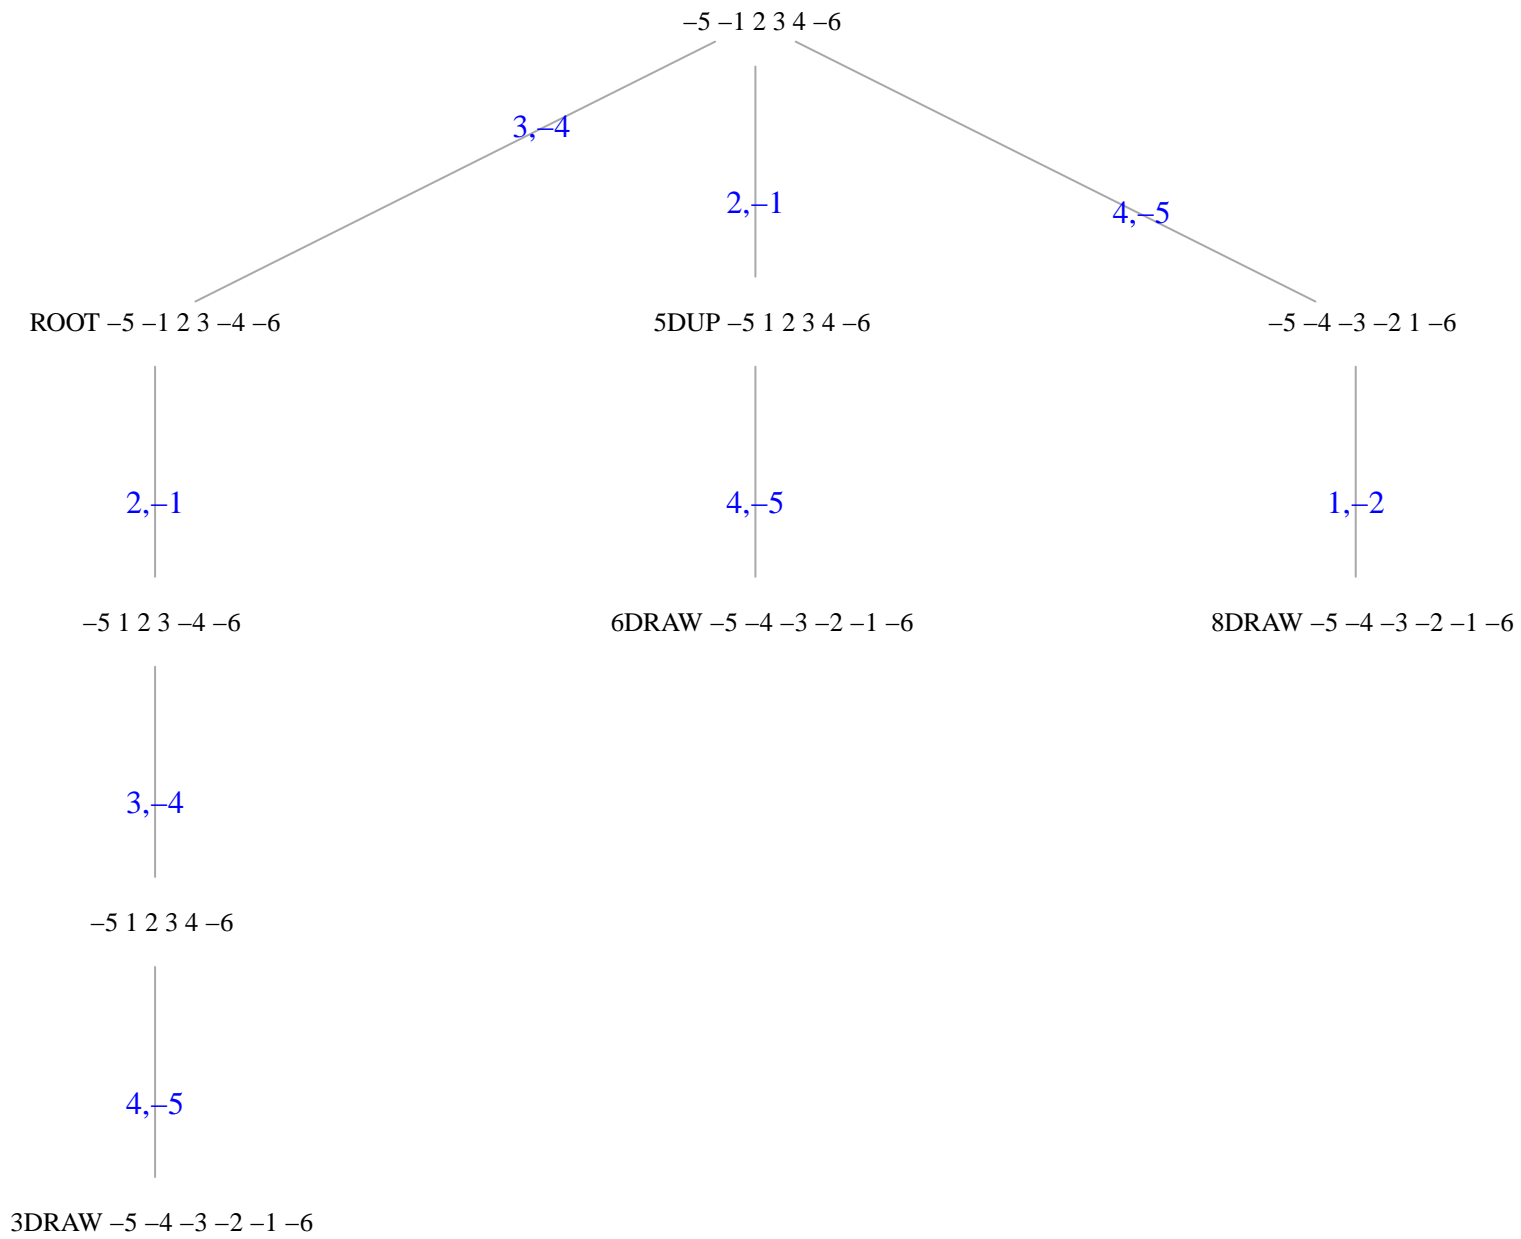 –5 –1 2 3 4 –6
3,–4
2,–1
4,–5
ROOT –5 –1 2 3 –4 –6
5DUP –5 1 2 3 4 –6
–5 –4 –3 –2 1 –6
2,–1
4,–5
1,–2
–5 1 2 3 –4 –6
6DRAW –5 –4 –3 –2 –1 –6
8DRAW –5 –4 –3 –2 –1 –6
3,–4
–5 1 2 3 4 –6
4,–5
3DRAW –5 –4 –3 –2 –1 –6